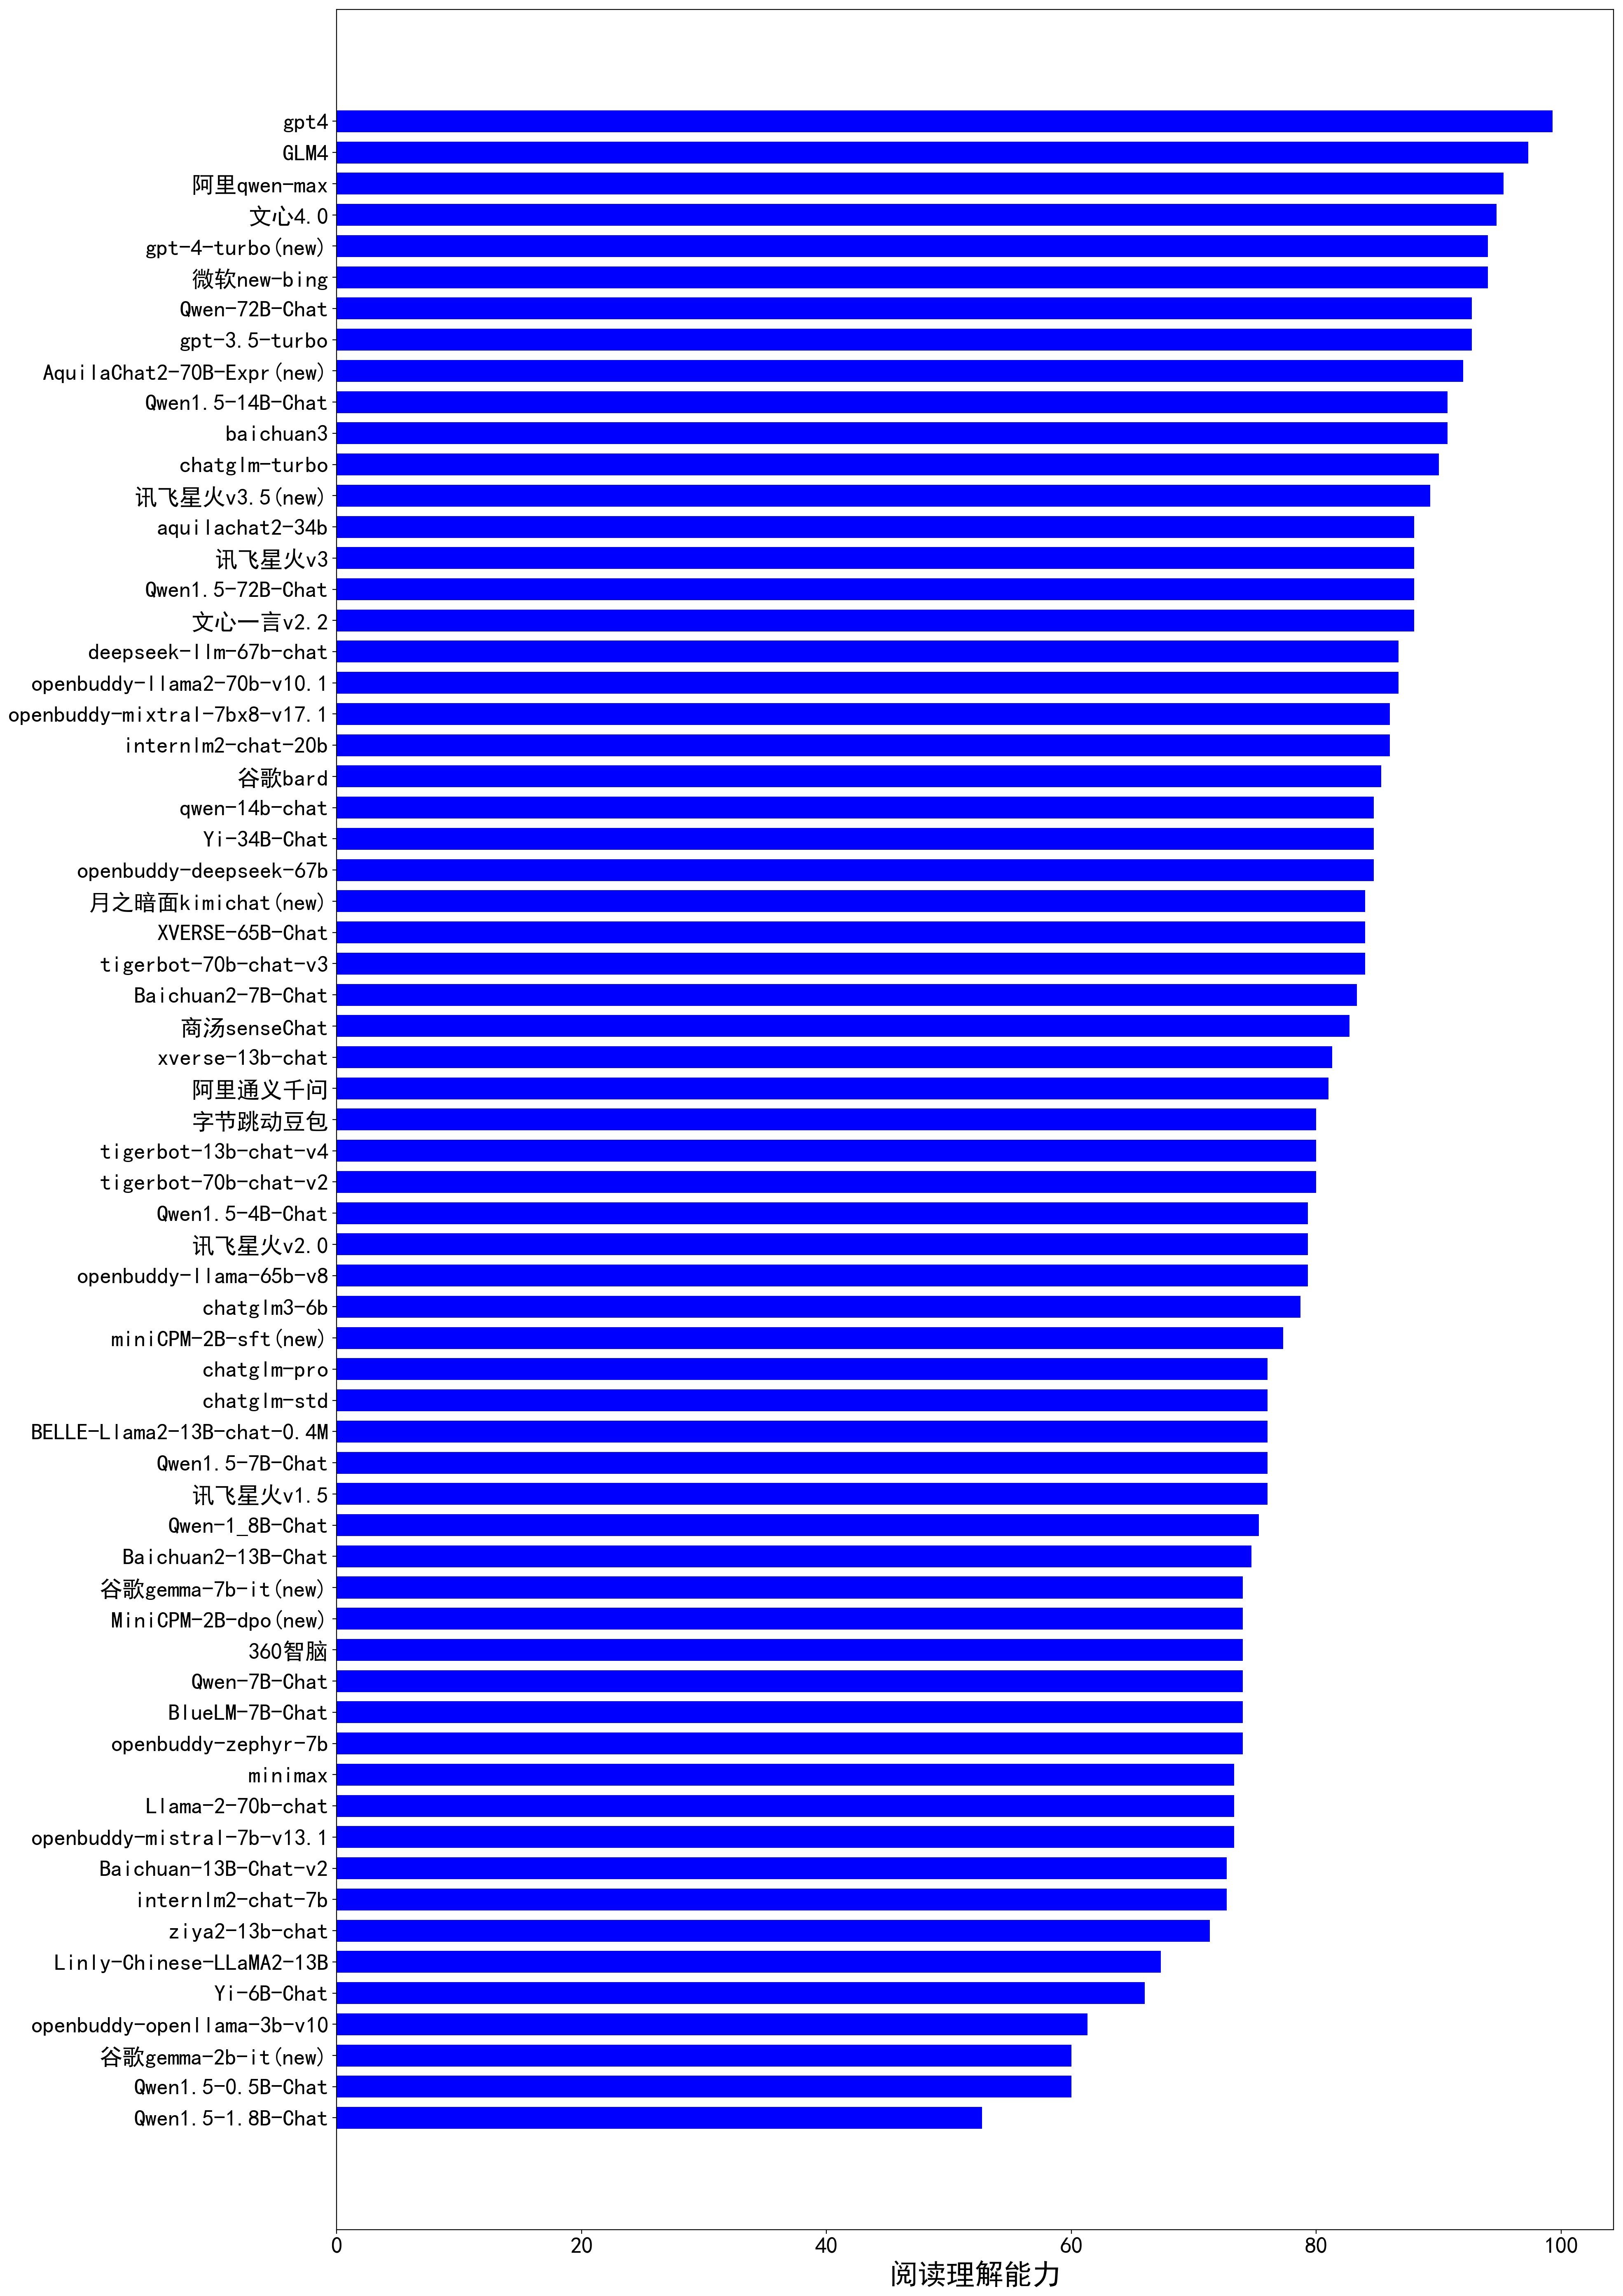 gpt4
GLM4
阿里qwen-max
文心4.0
gpt-4-turbo(new)
微软new-bing
Qwen-72B-Chat
gpt-3.5-turbo
AquilaChat2-70B-Expr(new)
Qwen1.5-14B-Chat
baichuan3
chatglm-turbo
讯飞星火v3.5(new)
aquilachat2-34b
讯飞星火v3
Qwen1.5-72B-Chat
文心一言v2.2
deepseek-llm-67b-chat
openbuddy-llama2-70b-v10.1
openbuddy-mixtral-7bx8-v17.1
internlm2-chat-20b
谷歌bard
qwen-14b-chat
Yi-34B-Chat
openbuddy-deepseek-67b
月之暗面kimichat(new)
XVERSE-65B-Chat
tigerbot-70b-chat-v3
Baichuan2-7B-Chat
商汤senseChat
xverse-13b-chat
阿里通义千问
字节跳动豆包
tigerbot-13b-chat-v4
tigerbot-70b-chat-v2
Qwen1.5-4B-Chat
讯飞星火v2.0
openbuddy-llama-65b-v8
chatglm3-6b
miniCPM-2B-sft(new)
chatglm-pro
chatglm-std
BELLE-Llama2-13B-chat-0.4M
Qwen1.5-7B-Chat
讯飞星火v1.5
Qwen-1_8B-Chat
Baichuan2-13B-Chat
谷歌gemma-7b-it(new)
MiniCPM-2B-dpo(new)
360智脑
Qwen-7B-Chat
BlueLM-7B-Chat
openbuddy-zephyr-7b
minimax
Llama-2-70b-chat
openbuddy-mistral-7b-v13.1
Baichuan-13B-Chat-v2
internlm2-chat-7b
ziya2-13b-chat
Linly-Chinese-LLaMA2-13B
Yi-6B-Chat
openbuddy-openllama-3b-v10
谷歌gemma-2b-it(new)
Qwen1.5-0.5B-Chat
Qwen1.5-1.8B-Chat
0 20 40 60 80 100
阅读理解能力